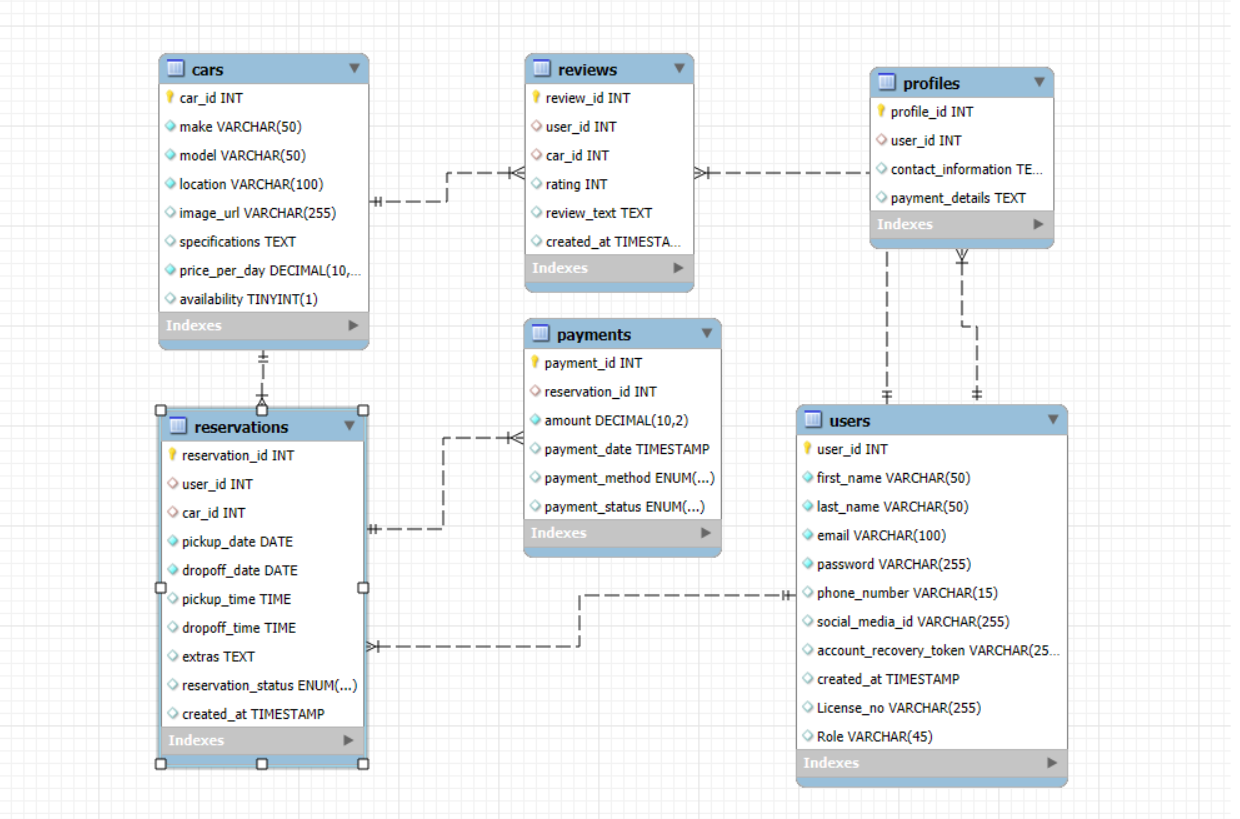 cars
car_id INT
make VARCHAR(50)
model VARCHAR(50)
location VARCHAR(100)
image_url VARCHAR(255)
specifications TEXT
price_per_day DECIMAL(10,...
availability TINYINT(1)
Indexes
reviews
review_id INT
user_id INT
car_id INT
rating INT
review_text TEXT
created_at TIMESTA...
Indexes
profiles
profile_id INT
user_id INT
contact_information TE...
payment_details TEXT
Indexes
payments
payment_id INT
reservation_id INT
amount DECIMAL(10,2)
payment_date TIMESTAMP
payment_method ENUM(...)
payment_status ENUM(...)
Indexes
reservations
reservation_id INT
user_id INT
car_id INT
pickup_date DATE
dropoff_date DATE
pickup_time TIME
dropoff_time TIME
extras TEXT
reservation_status ENUM(...)
created_at TIMESTAMP
Indexes
users
user_id INT
first_name VARCHAR(50)
last_name VARCHAR(50)
email VARCHAR(100)
password VARCHAR(255)
phone_number VARCHAR(15)
social_media_id VARCHAR(255)
account_recovery_token VARCHAR(25...
created_at TIMESTAMP
License_no VARCHAR(255)
Role VARCHAR(45)
Indexes